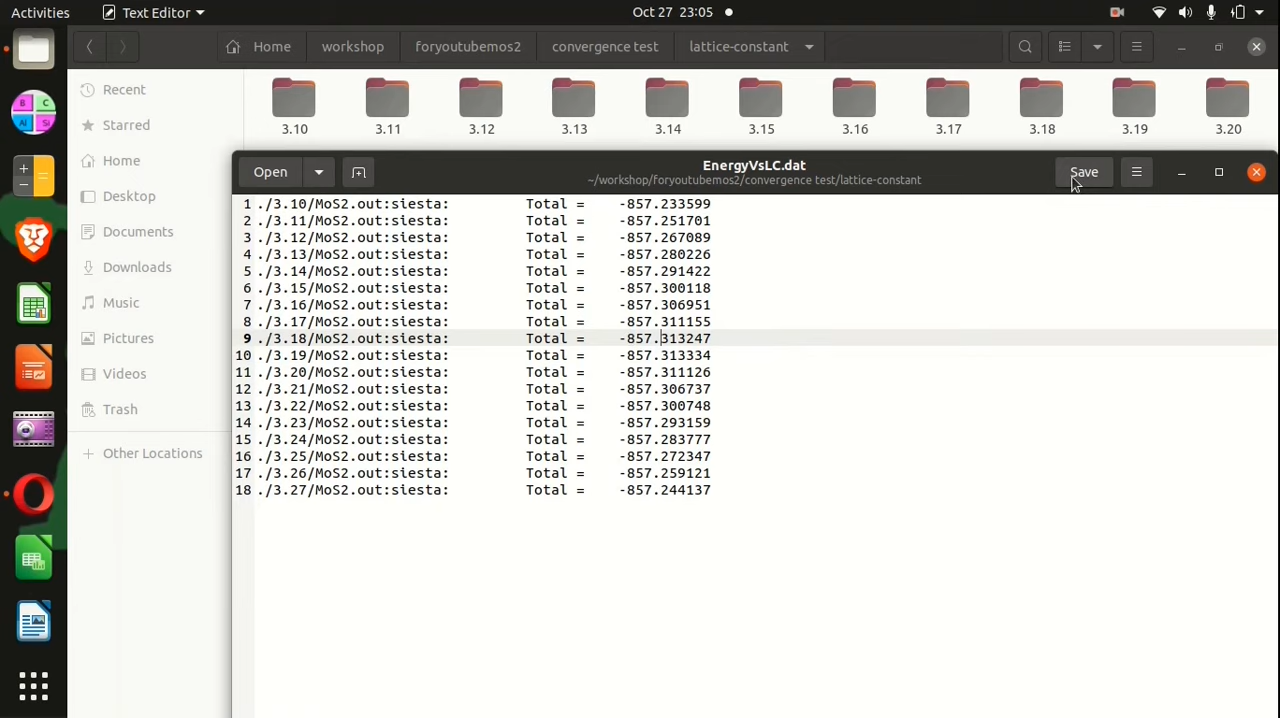 Activities Text Editor Oct 27 23:05
Home workshop foryoutubemos2 convergence test lattice-constant
Recent
Starred
Home
Desktop
Documents
Downloads
Music
Pictures
Videos
Trash
Other Locations
3.10 3.11 3.12 3.13 3.14 3.15 3.16 3.17 3.18 3.19 3.20
Open EnergyVsLC.dat Save
~/workshop/foryoutubemos2/convergence test/lattice-constant
1 ./3.10/MoS2.out:siesta: Total = -857.233599
2 ./3.11/MoS2.out:siesta: Total = -857.251701
3 ./3.12/MoS2.out:siesta: Total = -857.267089
4 ./3.13/MoS2.out:siesta: Total = -857.280226
5 ./3.14/MoS2.out:siesta: Total = -857.291422
6 ./3.15/MoS2.out:siesta: Total = -857.300118
7 ./3.16/MoS2.out:siesta: Total = -857.306951
8 ./3.17/MoS2.out:siesta: Total = -857.311155
9 ./3.18/MoS2.out:siesta: Total = -857.313247
10 ./3.19/MoS2.out:siesta: Total = -857.313334
11 ./3.20/MoS2.out:siesta: Total = -857.311126
12 ./3.21/MoS2.out:siesta: Total = -857.306737
13 ./3.22/MoS2.out:siesta: Total = -857.300748
14 ./3.23/MoS2.out:siesta: Total = -857.293159
15 ./3.24/MoS2.out:siesta: Total = -857.283777
16 ./3.25/MoS2.out:siesta: Total = -857.272347
17 ./3.26/MoS2.out:siesta: Total = -857.259121
18 ./3.27/MoS2.out:siesta: Total = -857.244137
B C
Al Si